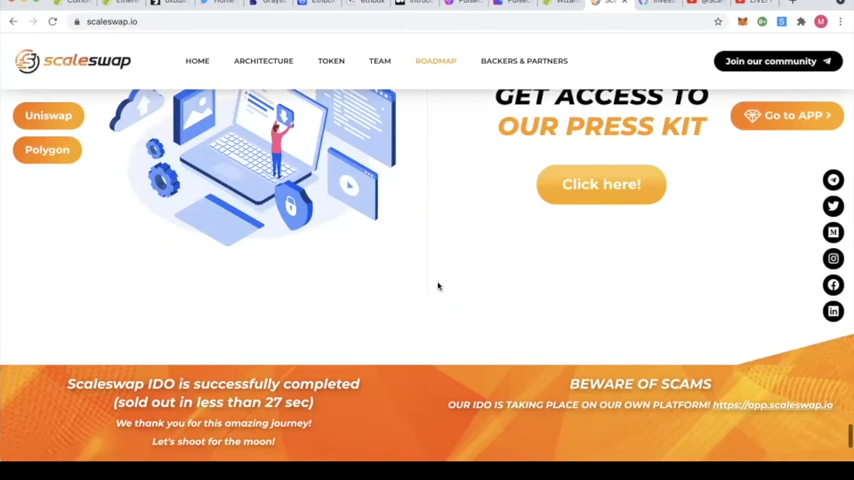 scaleswap.io
scaleswap
HOME
ARCHITECTURE
TOKEN
TEAM
ROADMAP
BACKERS & PARTNERS
Join our community
Uniswap
Polygon
GET ACCESS TO
OUR PRESS KIT
Go to APP >
Click here!
Scaleswap IDO is successfully completed
(sold out in less than 27 sec)
We thank you for this amazing journey!
Let's shoot for the moon!
BEWARE OF SCAMS
OUR IDO IS TAKING PLACE ON OUR OWN PLATFORM! https://app.scaleswap.io